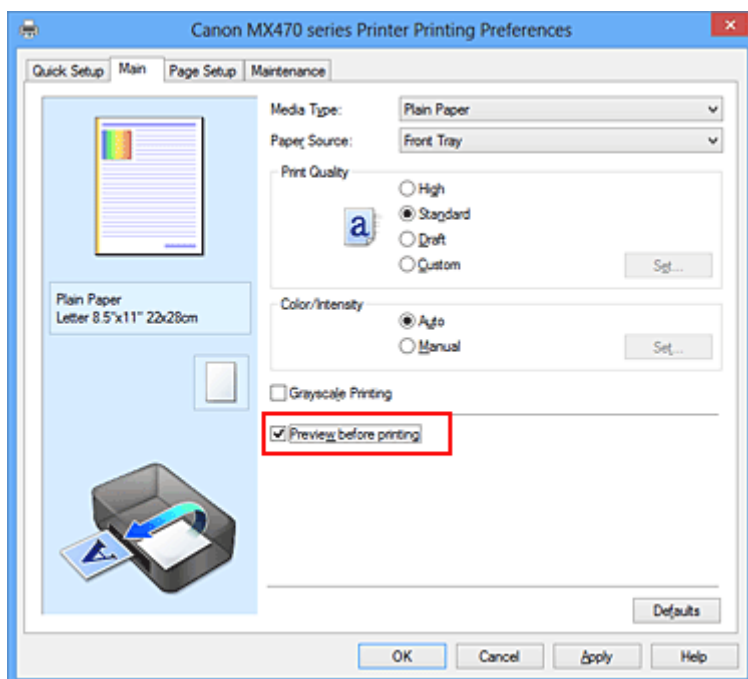 Canon MX470 series Printer Printing Preferences
Quick Setup Main Page Setup Maintenance
Media Type: Plain Paper
Paper Source: Front Tray
Print Quality
High
a Standard
Draft
Custom Set...
Plain Paper
Letter 8.5"x11" 22x28cm
Color/Intensity
Auto
Manual Set...
Grayscale Printing
Preview before printing
A
Defaults
OK Cancel Apply Help